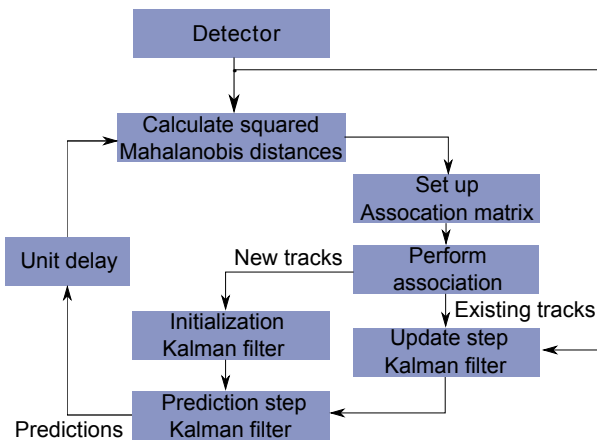 Detector
Calculate squared
Mahalanobis distances
Set up
Assocation matrix
Unit delay
New tracks
Perform
association
Existing tracks
Initialization
Kalman filter
Update step
Kalman filter
Predictions
Prediction step
Kalman filter